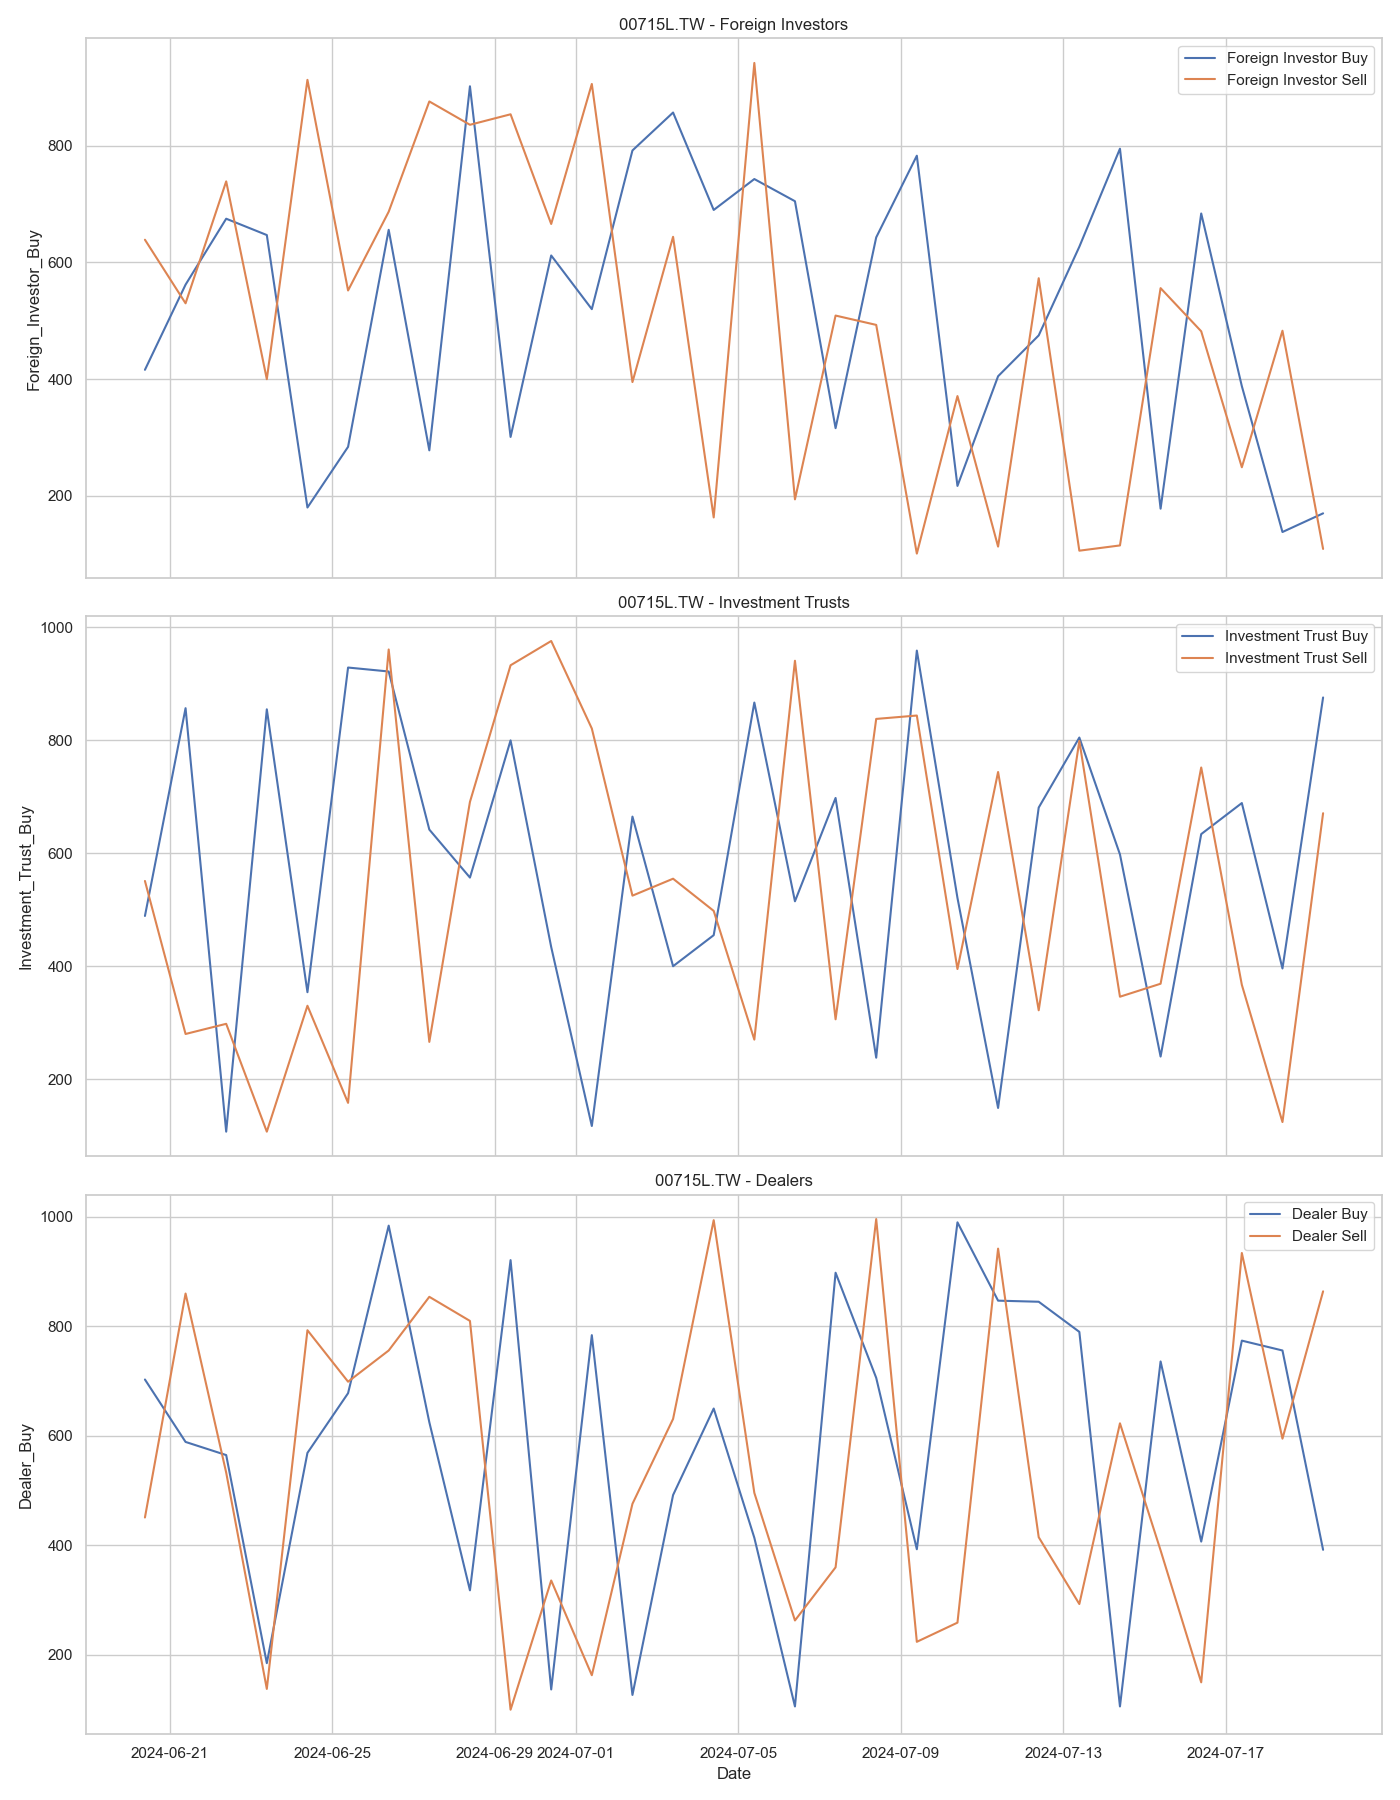 00715L.TW - Foreign Investors
Foreign Investor Buy
Foreign Investor Sell
Foreign_Investor_Buy
800
600
400
200
00715L.TW - Investment Trusts
Investment Trust Buy
Investment Trust Sell
Investment_Trust_Buy
1000
800
600
400
200
00715L.TW - Dealers
Dealer Buy
Dealer Sell
Dealer_Buy
1000
800
600
400
200
2024-06-21 2024-06-25 2024-06-29 2024-07-01 2024-07-05 2024-07-09 2024-07-13 2024-07-17
Date